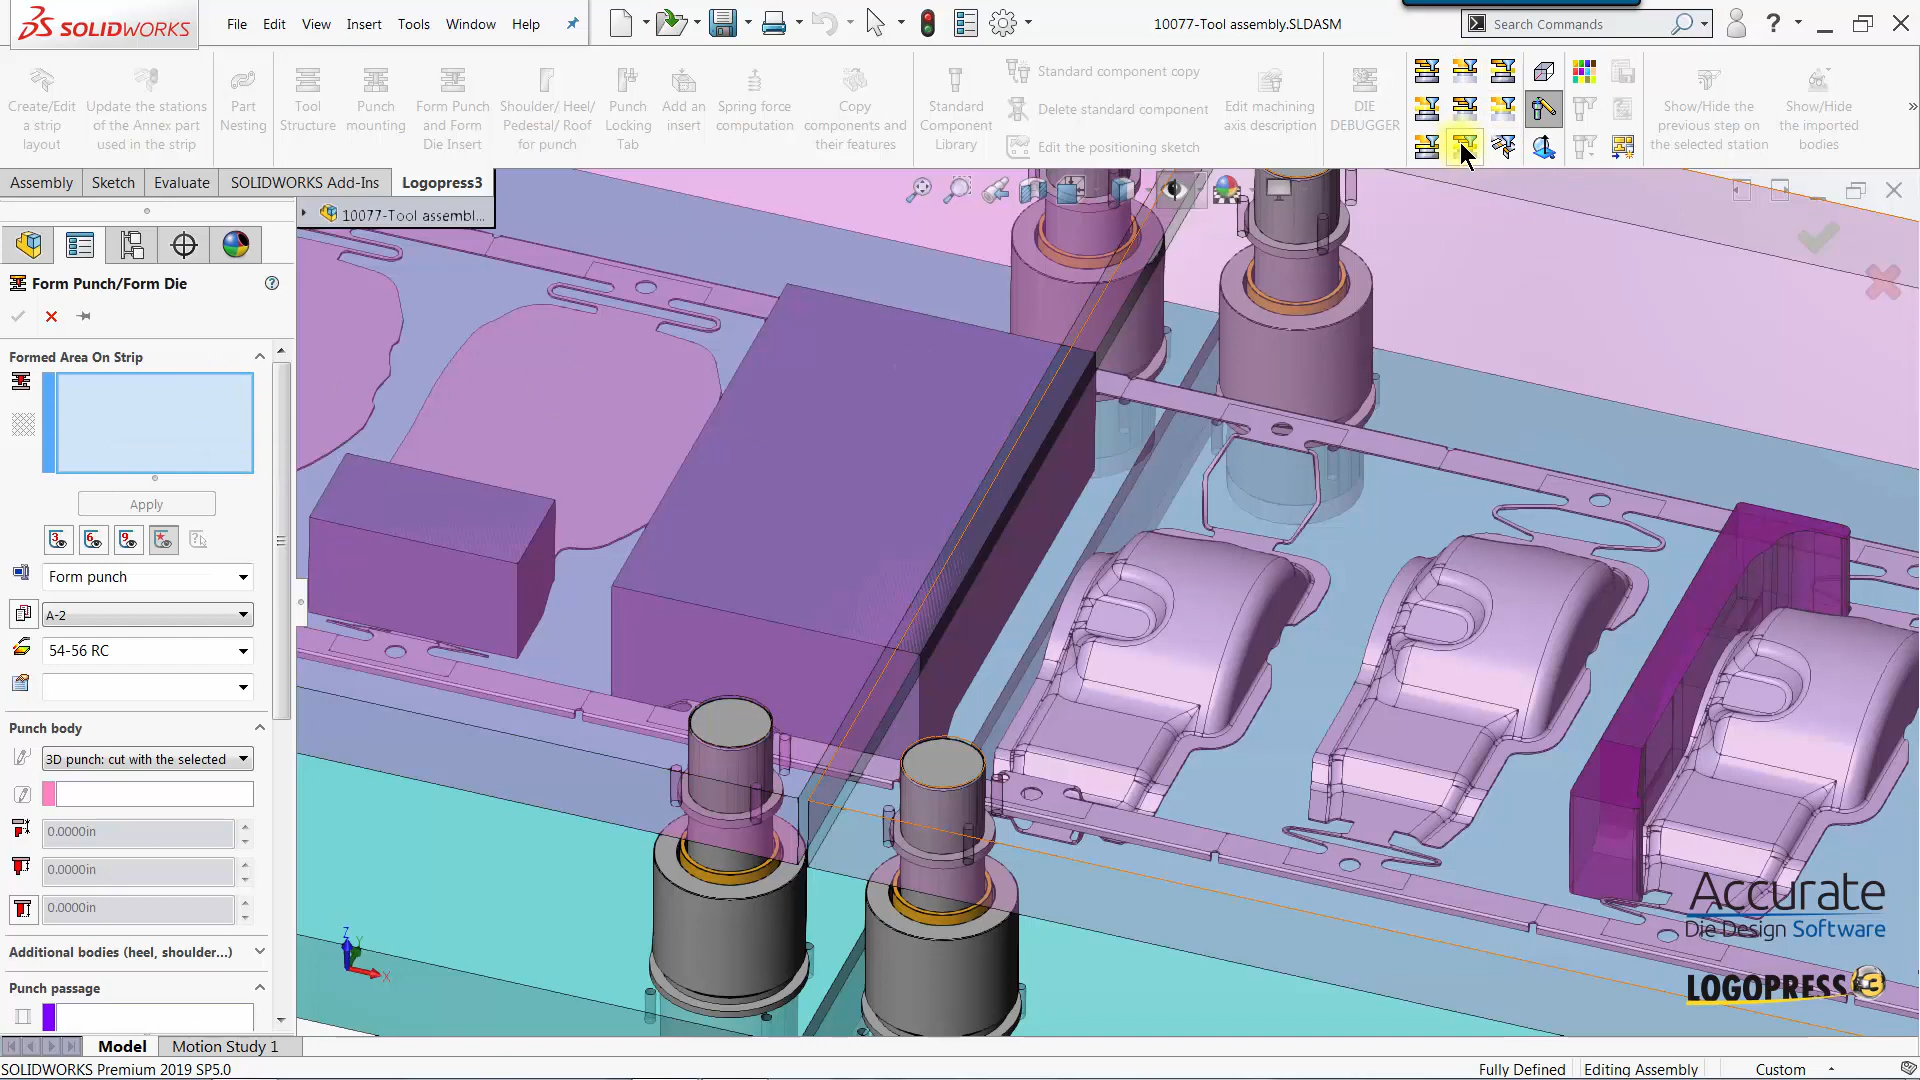 SOLIDWORKS
File Edit View Insert Tools Window Help
10077-Tool assembly.SLDASM
Search Commands
Create/Edit a strip layout
Update the stations of the Annex part used in the strip
Part Nesting
Tool Structure
Punch mounting
Form Punch and Form Die Insert
Shoulder/ Heel/ Pedestal/ Roof for punch
Punch Locking Tab
Add an insert
Spring force computation
Copy components and their features
Standard Component Library
Standard component copy
Delete standard component
Edit the positioning sketch
Edit machining axis description
DIE DEBUGGER
Show/Hide the previous step on the selected station
Show/Hide the imported bodies
Assembly Sketch Evaluate SOLIDWORKS Add-Ins Logopress3
10077-Tool assembl...
Form Punch/Form Die
Formed Area On Strip
Apply
3 6 9
Form punch
A-2
54-56 RC
Punch body
3D punch: cut with the selected
0.0000in
0.0000in
0.0000in
Additional bodies (heel, shoulder...)
Punch passage
Z
X
Accurate
Die Design Software
LOGOPRESS 3
Model Motion Study 1
SOLIDWORKS Premium 2019 SP5.0
Fully Defined Editing Assembly Custom